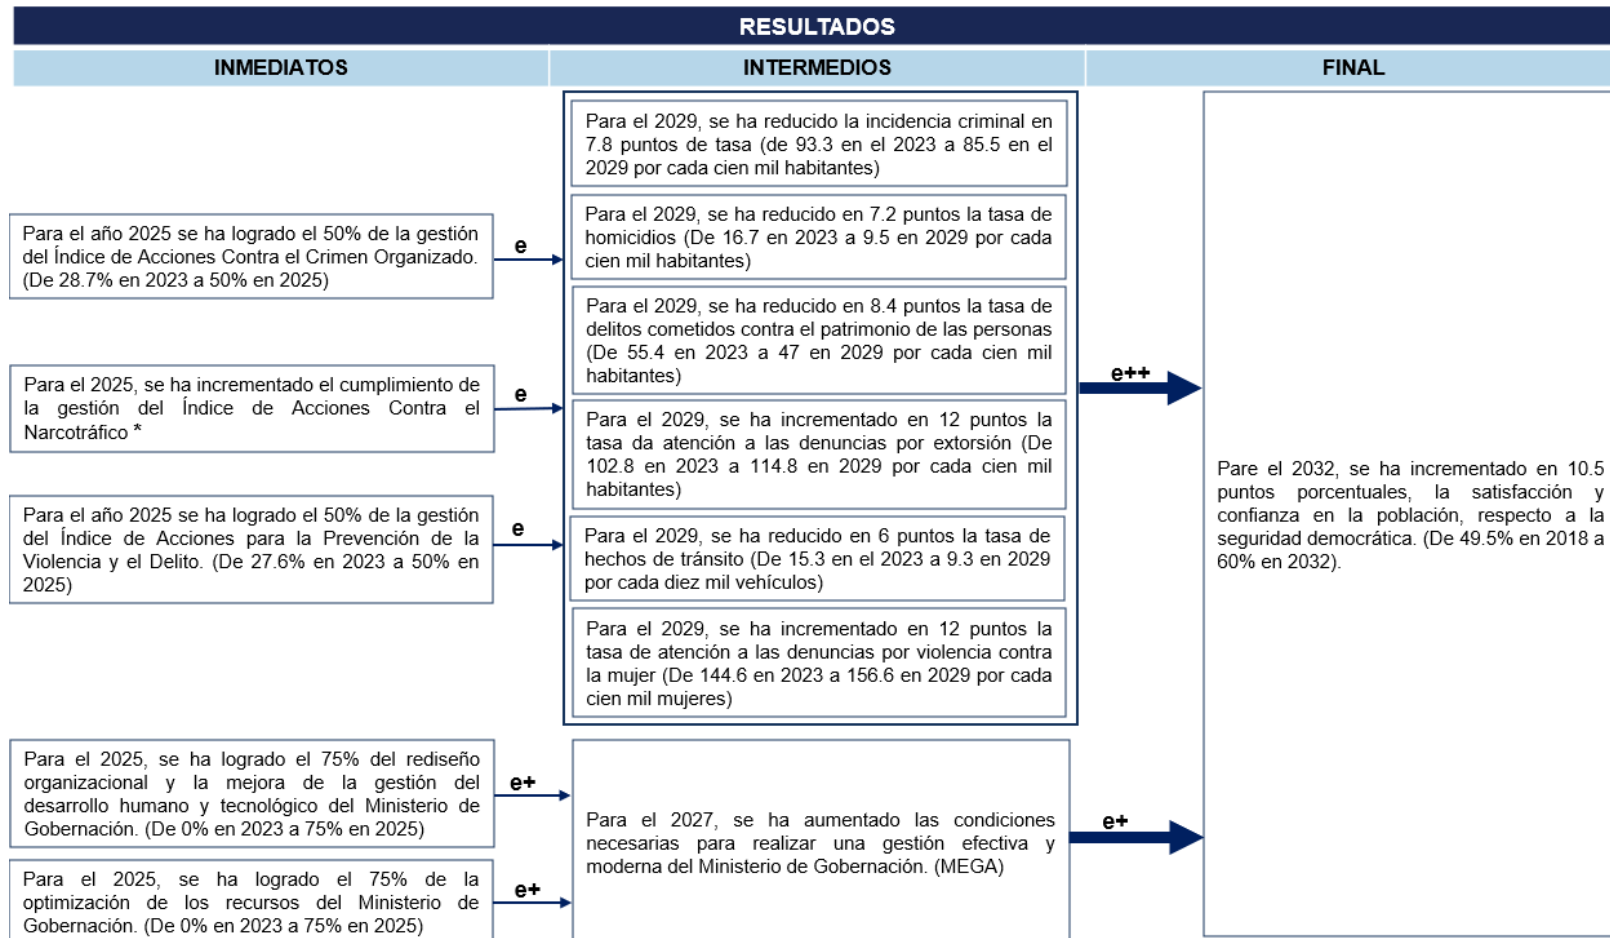 RESULTADOS
INMEDIATOS
INTERMEDIOS
FINAL
Para el año 2025 se ha logrado el 50% de la gestión
del Índice de Acciones Contra el Crimen Organizado.
(De 28.7% en 2023 a 50% en 2025)
e
Para el 2025, se ha incrementado el cumplimiento de
la gestión del Índice de Acciones Contra el
Narcotráfico *
e
Para el año 2025 se ha logrado el 50% de la gestión
del Índice de Acciones para la Prevención de la
Violencia y el Delito. (De 27.6% en 2023 a 50% en
2025)
e
Para el 2025, se ha logrado el 75% del rediseño
organizacional y la mejora de la gestión del
desarrollo humano y tecnológico del Ministerio de
Gobernación. (De 0% en 2023 a 75% en 2025)
e+
Para el 2025, se ha logrado el 75% de la
optimización de los recursos del Ministerio de
Gobernación. (De 0% en 2023 a 75% en 2025)
e+
Para el 2029, se ha reducido la incidencia criminal en
7.8 puntos de tasa (de 93.3 en el 2023 a 85.5 en el
2029 por cada cien mil habitantes)
Para el 2029, se ha reducido en 7.2 puntos la tasa de
homicidios (De 16.7 en 2023 a 9.5 en 2029 por cada
cien mil habitantes)
Para el 2029, se ha reducido en 8.4 puntos la tasa de
delitos cometidos contra el patrimonio de las personas
(De 55.4 en 2023 a 47 en 2029 por cada cien mil
habitantes)
Para el 2029, se ha incrementado en 12 puntos la
tasa da atención a las denuncias por extorsión (De
102.8 en 2023 a 114.8 en 2029 por cada cien mil
habitantes)
Para el 2029, se ha reducido en 6 puntos la tasa de
hechos de tránsito (De 15.3 en el 2023 a 9.3 en 2029
por cada diez mil vehículos)
Para el 2029, se ha incrementado en 12 puntos la
tasa de atención a las denuncias por violencia contra
la mujer (De 144.6 en 2023 a 156.6 en 2029 por cada
cien mil mujeres)
e++
Para el 2027, se ha aumentado las condiciones
necesarias para realizar una gestión efectiva y
moderna del Ministerio de Gobernación. (MEGA)
e+
Pare el 2032, se ha incrementado en 10.5
puntos porcentuales, la satisfacción y
confianza en la población, respecto a la
seguridad democrática. (De 49.5% en 2018 a
60% en 2032).